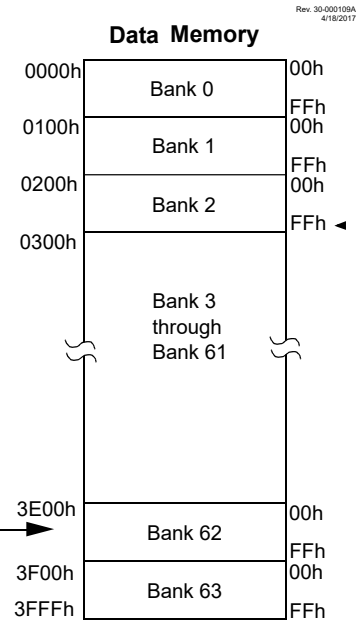 Rev. 30-000109A
4/18/2017
Data Memory
0000h
00h
Bank 0
FFh
0100h
00h
Bank 1
FFh
0200h
00h
Bank 2
FFh
0300h
Bank 3
through
Bank 61
3E00h
00h
Bank 62
FFh
3F00h
00h
Bank 63
3FFFh
FFh